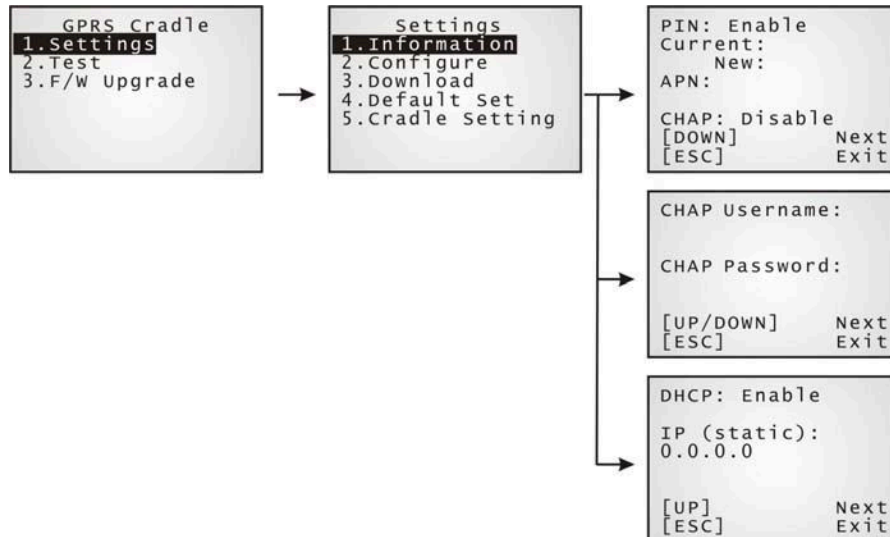 GPRS Cradle
1.Settings
2.Test
3.F/W Upgrade
Settings
1.Information
2.Configure
3.Download
4.Default Set
5.Cradle Setting
PIN: Enable
Current:
New:
APN:
CHAP: Disable
[DOWN] Next
[ESC] Exit
CHAP Username:
CHAP Password:
[UP/DOWN] Next
[ESC] Exit
DHCP: Enable
IP (static):
0.0.0.0
[UP] Next
[ESC] Exit